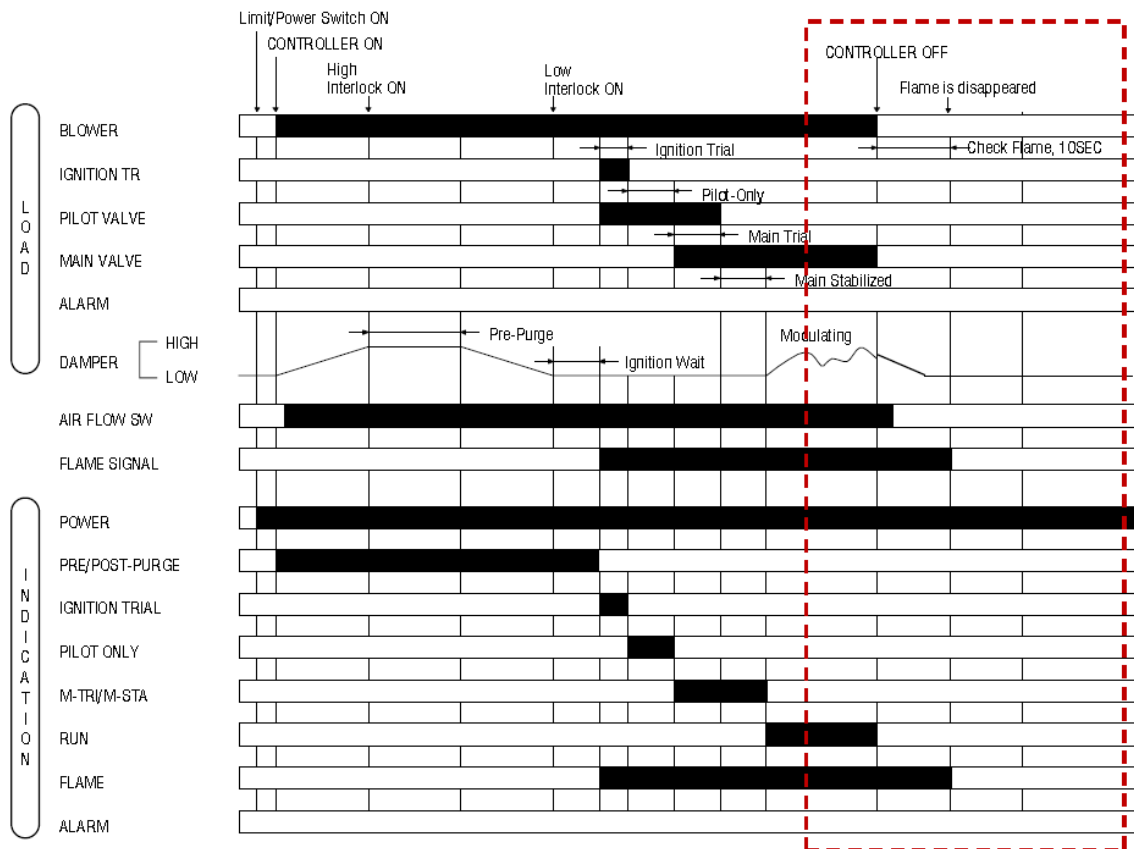 Limit/Power Switch ON
CONTROLLER ON
High
Interlock ON
Low
Interlock ON
CONTROLLER OFF
Flame is disappeared
LOAD
BLOWER
Check Flame, 10SEC
Ignition Trial
IGNITION TR
Pilot-Only
PILOT VALVE
Main Trial
MAIN VALVE
Main Stabilized
ALARM
DAMPER
HIGH
LOW
Pre-Purge
Ignition Wait
Modulating
AIR FLOW SW
FLAME SIGNAL
INDICATION
POWER
PRE/POST-PURGE
IGNITION TRIAL
PILOT ONLY
M-TRI/M-STA
RUN
FLAME
ALARM